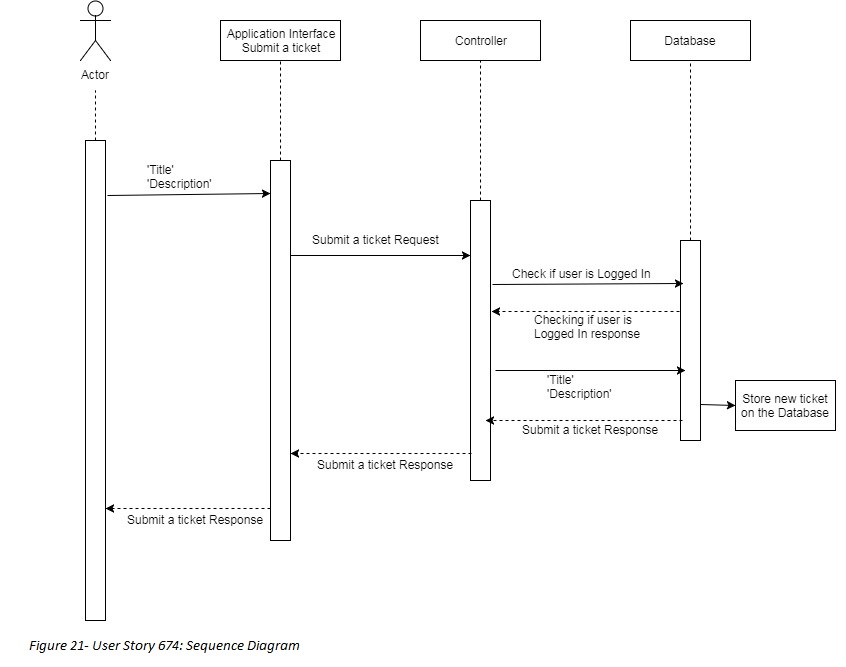 Actor
Application Interface
Submit a ticket
Controller
Database
'Title'
'Description'
Submit a ticket Request
Check if user is Logged In
Checking if user is
Logged In response
'Title'
'Description'
Store new ticket
on the Database
Submit a ticket Response
Submit a ticket Response
Submit a ticket Response
Figure 21- User Story 674: Sequence Diagram